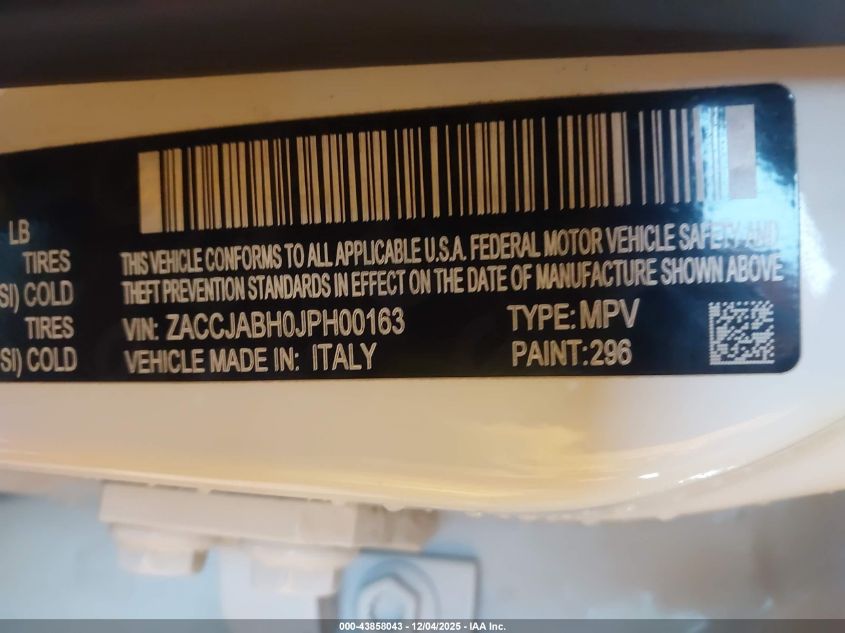 LB
TIRES
SI) COLD
TIRES
SI) COLD
THIS VEHICLE CONFORMS TO ALL APPLICABLE U.S.A. FEDERAL MOTOR VEHICLE SAFETY AND
THEFT PREVENTION STANDARDS IN EFFECT ON THE DATE OF MANUFACTURE SHOWN ABOVE
VIN: ZACCJABH0JPH00163 TYPE: MPV
VEHICLE MADE IN: ITALY PAINT: 296
000-43858043 - 12/04/2025 - IAA Inc.